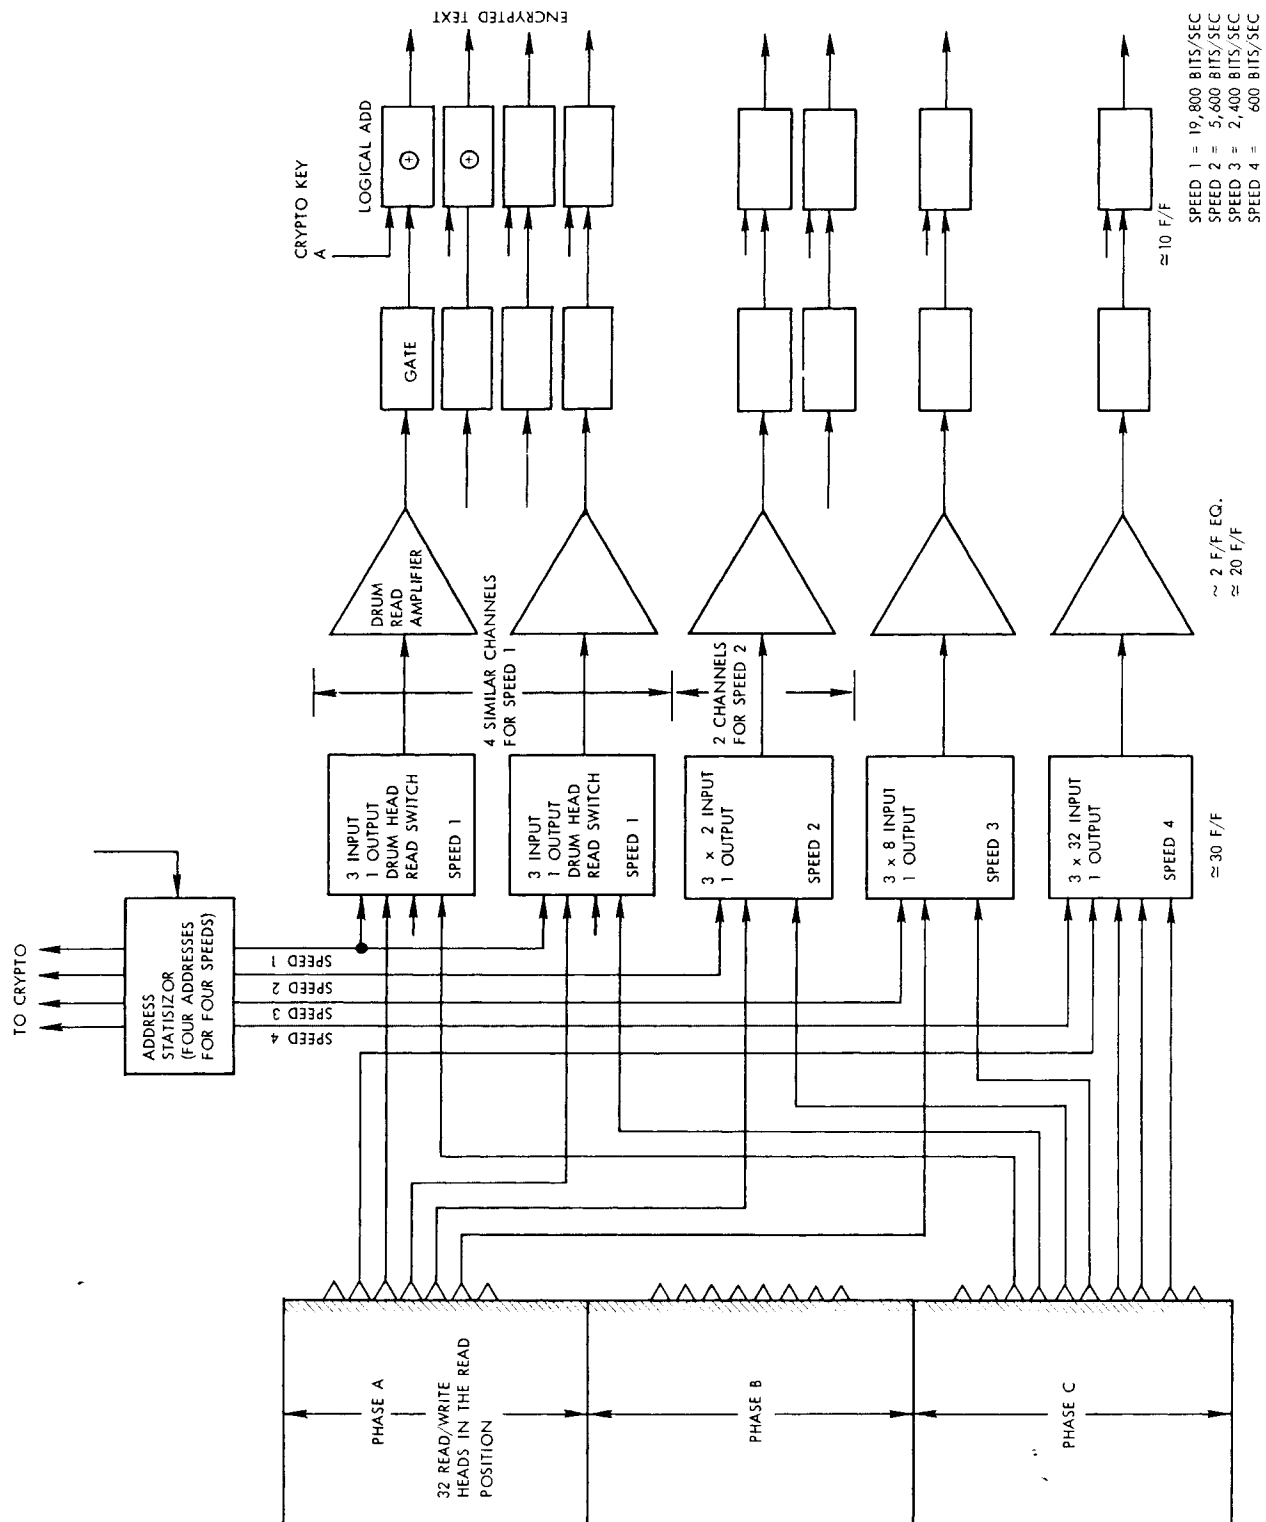 ENCRYPTED TEXT
LOGICAL ADD
CRYPTO KEY
A
GATE
DRUM
READ
AMPLIFIER
4 SIMILAR CHANNELS
FOR SPEED 1
2 CHANNELS
FOR SPEED 2
3 INPUT
1 OUTPUT
DRUM HEAD
READ SWITCH
SPEED 1
3 INPUT
1 OUTPUT
DRUM HEAD
READ SWITCH
SPEED 1
3 x 2 INPUT
1 OUTPUT
SPEED 2
3 x 8 INPUT
1 OUTPUT
SPEED 3
3 x 32 INPUT
1 OUTPUT
SPEED 4
≃30 F/F
~ 2 F/F EQ.
≃ 20 F/F
≃10 F/F
SPEED 1 = 19,800 BITS/SEC
SPEED 2 = 5,600 BITS/SEC
SPEED 3 = 2,400 BITS/SEC
SPEED 4 = 600 BITS/SEC
TO CRYPTO
ADDRESS
STATISIZOR
(FOUR ADDRESSES
FOR FOUR SPEEDS)
SPEED 1
SPEED 2
SPEED 3
SPEED 4
PHASE A
32 READ/WRITE
HEADS IN THE READ
POSITION
PHASE B
PHASE C